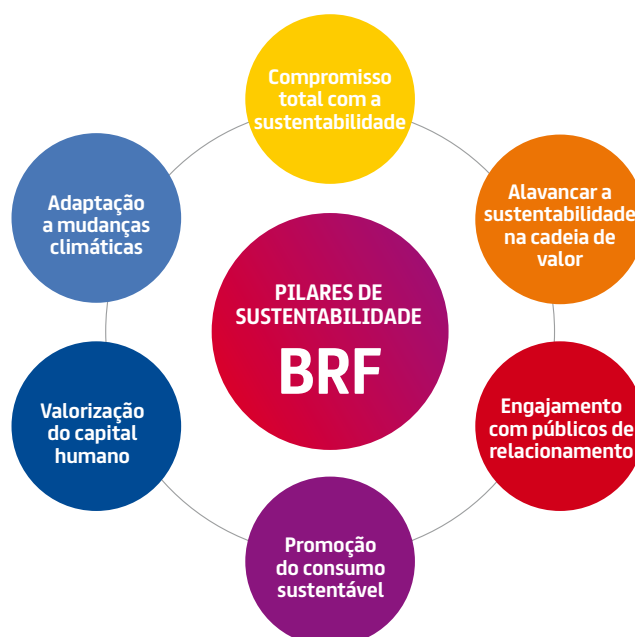 Compromisso
total com a
sustentabilidade
Alavancar a
sustentabilidade
na cadeia de
valor
Engajamento
com públicos de
relacionamento
Promoção
do consumo
sustentável
Valorização
do capital
humano
Adaptação
a mudanças
climáticas
PILARES DE
SUSTENTABILIDADE
BRF